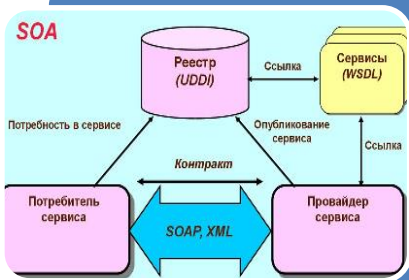 SOA
Реестр
(UDDI)
Ссылка
Сервисы
(WSDL)
Потребность в сервисе
Опубликование
сервиса
Ссылка
Контракт
Потребитель
сервиса
SOAP, XML
Провайдер
сервиса